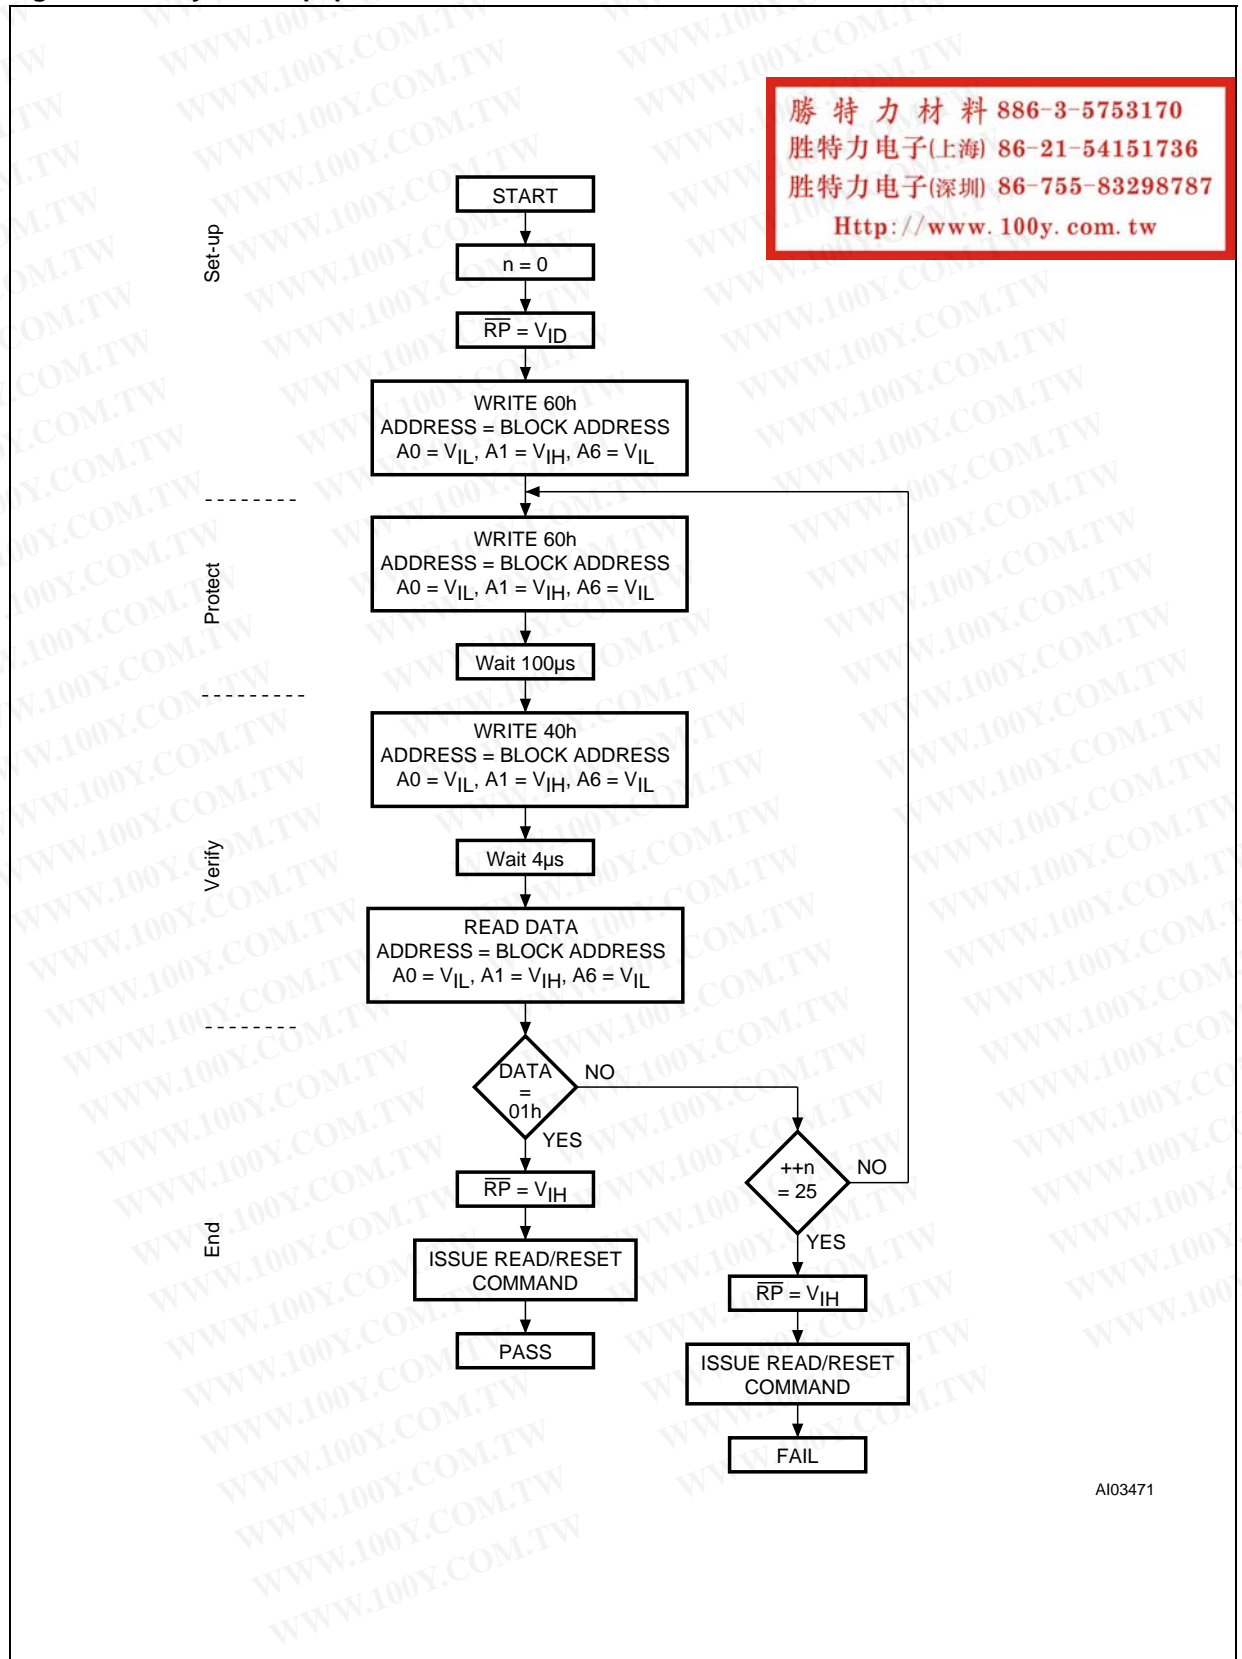 勝特力材料 886-3-5753170
胜特力电子(上海) 86-21-54151736
胜特力电子(深圳) 86-755-83298787
Http://www.100y.com.tw
Set-up
START
n = 0
RP = VID
WRITE 60h
ADDRESS = BLOCK ADDRESS
A0 = VIL, A1 = VIH, A6 = VIL
Protect
WRITE 60h
ADDRESS = BLOCK ADDRESS
A0 = VIL, A1 = VIH, A6 = VIL
Wait 100µs
Verify
WRITE 40h
ADDRESS = BLOCK ADDRESS
A0 = VIL, A1 = VIH, A6 = VIL
Wait 4µs
READ DATA
ADDRESS = BLOCK ADDRESS
A0 = VIL, A1 = VIH, A6 = VIL
End
DATA
=
01h
NO
YES
++n
= 25
NO
YES
RP = VIH
ISSUE READ/RESET
COMMAND
PASS
RP = VIH
ISSUE READ/RESET
COMMAND
FAIL
AI03471
WWW.100Y.COM.TW